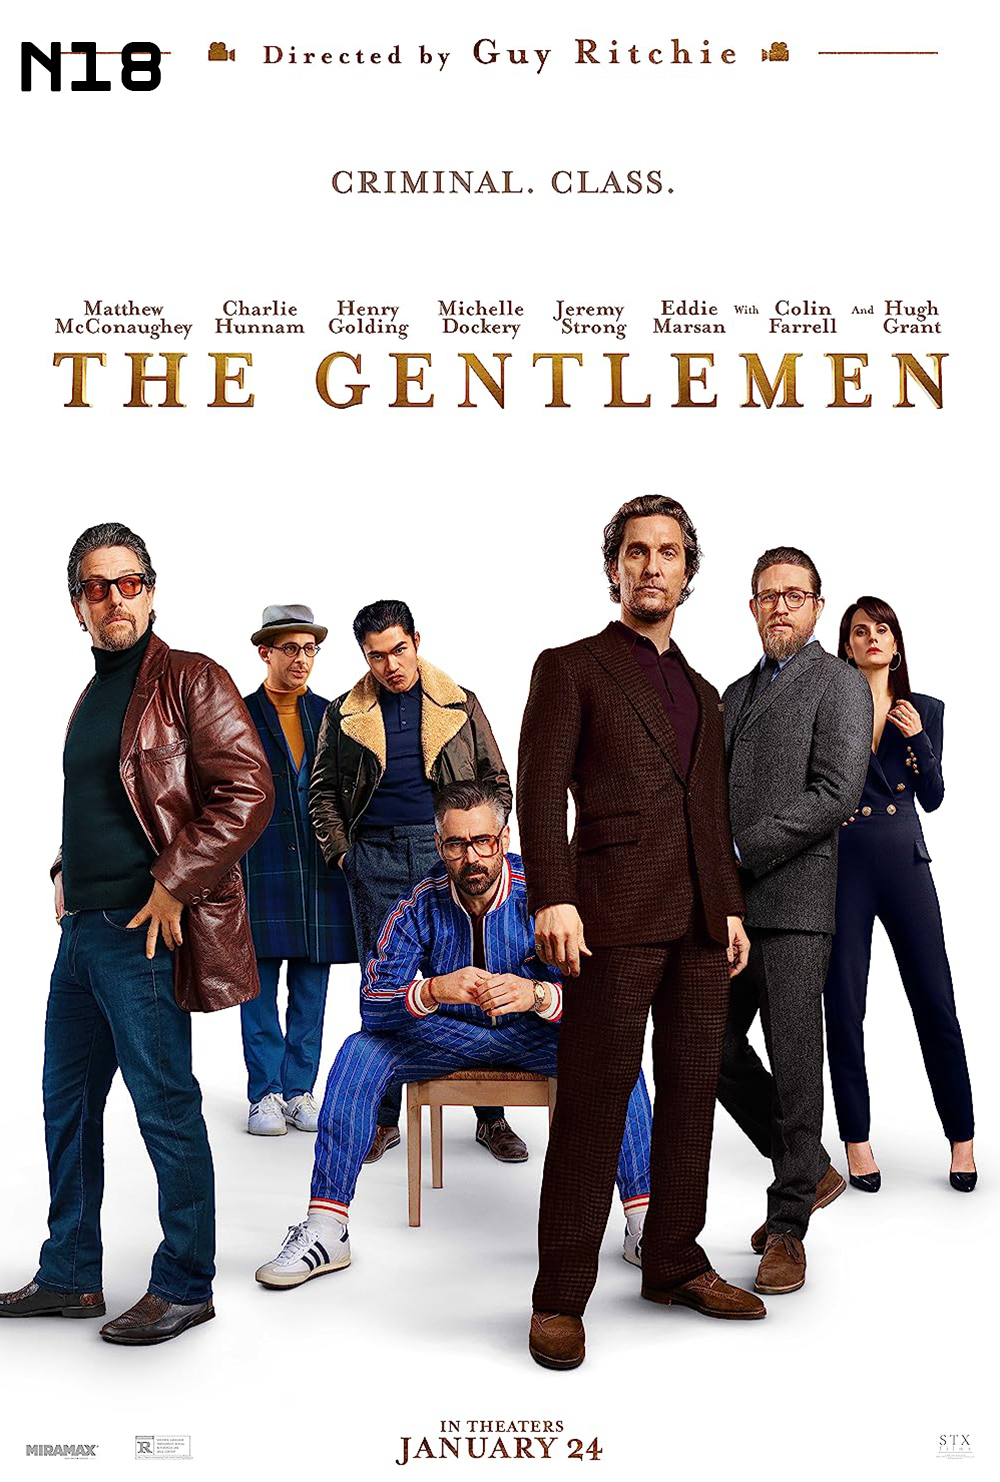 N18
Directed by Guy Ritchie
CRIMINAL. CLASS.
Matthew McConaughey
Charlie Hunnam
Henry Golding
Michelle Dockery
Jeremy Strong
Eddie Marsan
With Colin Farrell
And Hugh Grant
THE GENTLEMEN
IN THEATERS
JANUARY 24
MIRAMAX
R
STX
films